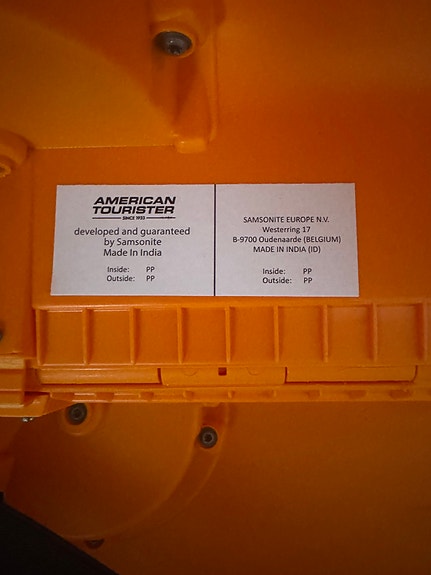 AMERICAN
TOURISTER
SINCE 1933
developed and guaranteed
by Samsonite
Made In India
Inside: PP
Outside: PP
SAMSONITE EUROPE N.V.
Westerring 17
B-9700 Oudenaarde (BELGIUM)
MADE IN INDIA (ID)
Inside: PP
Outside: PP